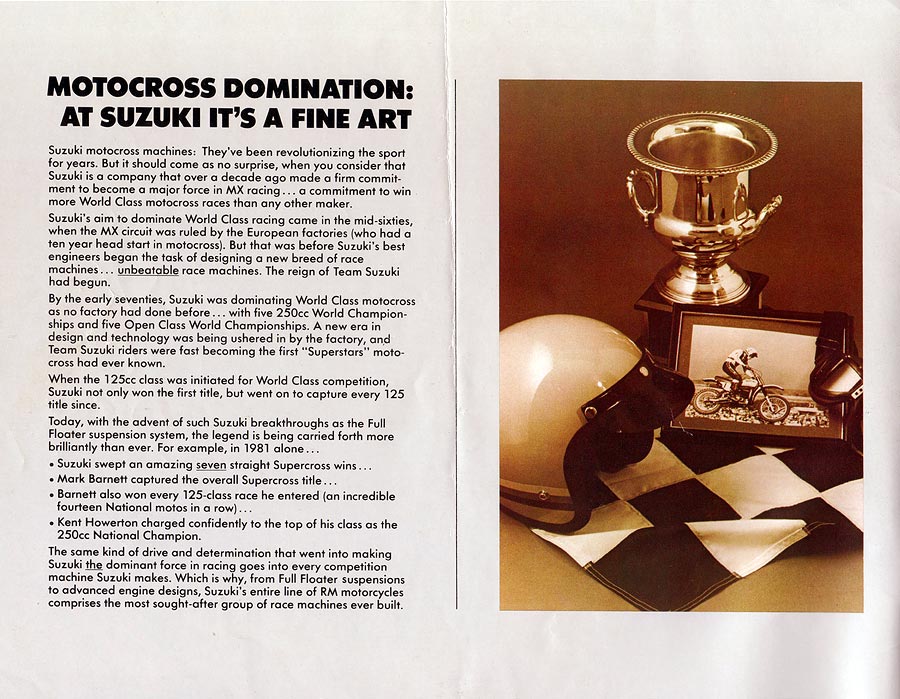 MOTOCROSS DOMINATION:
AT SUZUKI IT'S A FINE ART
Suzuki motocross machines: They've been revolutionizing the sport
for years. But it should come as no surprise, when you consider that
Suzuki is a company that over a decade ago made a firm commit-
ment to become a major force in MX racing... a commitment to win
more World Class motocross races than any other maker.
Suzuki's aim to dominate World Class racing came in the mid-sixties,
when the MX circuit was ruled by the European factories (who had a
ten year head start in motocross). But that was before Suzuki's best
engineers began the task of designing a new breed of race
machines... unbeatable race machines. The reign of Team Suzuki
had begun.
By the early seventies, Suzuki was dominating World Class motocross
as no factory had done before... with five 250cc World Champion-
ships and five Open Class World Championships. A new era in
design and technology was being ushered in by the factory, and
Team Suzuki riders were fast becoming the first "Superstars" moto-
cross had ever known.
When the 125cc class was initiated for World Class competition,
Suzuki not only won the first title, but went on to capture every 125
title since.
Today, with the advent of such Suzuki breakthroughs as the Full
Floater suspension system, the legend is being carried forth more
brilliantly than ever. For example, in 1981 alone...
• Suzuki swept an amazing seven straight Supercross wins...
• Mark Barnett captured the overall Supercross title...
• Barnett also won every 125-class race he entered (an incredible
fourteen National motos in a row)...
• Kent Howerton charged confidently to the top of his class as the
250cc National Champion.
The same kind of drive and determination that went into making
Suzuki the dominant force in racing goes into every competition
machine Suzuki makes. Which is why, from Full Floater suspensions
to advanced engine designs, Suzuki's entire line of RM motorcycles
comprises the most sought-after group of race machines ever built.